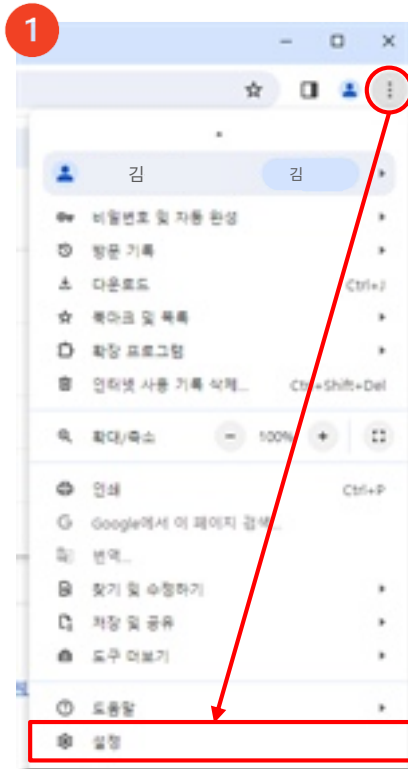 1
김 김
비밀번호 및 자동 완성
방문 기록
다운로드 Ctrl+J
북마크 및 목록
확장 프로그램
인터넷 사용 기록 삭제... Ctrl+Shift+Del
확대/축소 - 100% +
인쇄 Ctrl+P
Google에서 이 페이지 검색...
번역...
찾기 및 수정하기
저장 및 공유
도구 더보기
도움말
설정